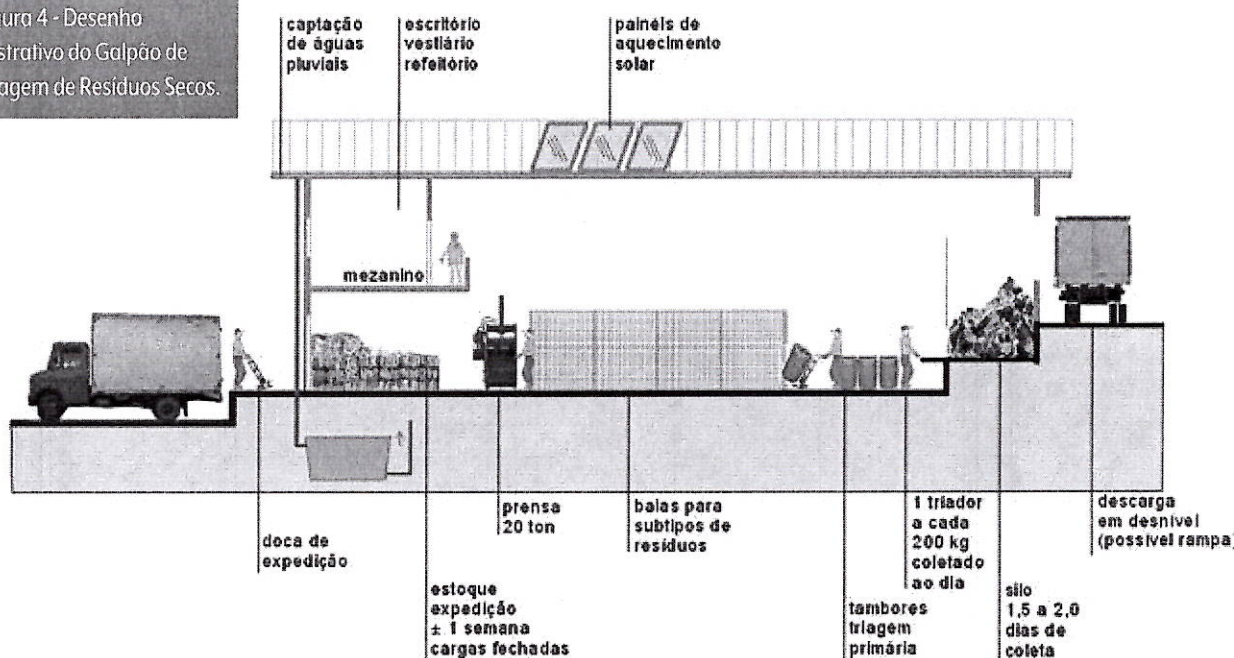 ura 4 - Desenho
strativo do Galpão de
agem de Resíduos Secos.
captação
de águas
pluviais
escritório
vestiário
refeitório
painéis de
aquecimento
solar
mezanino
doca de
expedição
estoque
expedição
± 1 semana
cargas fechadas
prensa
20 ton
baias para
subtipos de
resíduos
tambores
triagem
primária
1 triador
a cada
200 kg
coletado
ao dia
silo
1,5 a 2,0
dias de
coleta
descarga
em desnível
(possível rampa)